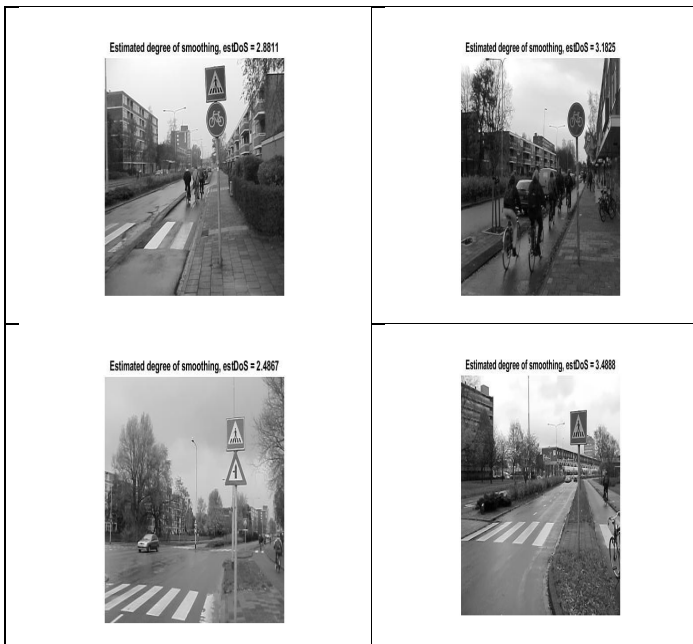 Estimated degree of smoothing, estDoS = 2.8811
Estimated degree of smoothing, estDoS = 3.1825
Estimated degree of smoothing, estDoS = 2.4867
Estimated degree of smoothing, estDoS = 3.4888